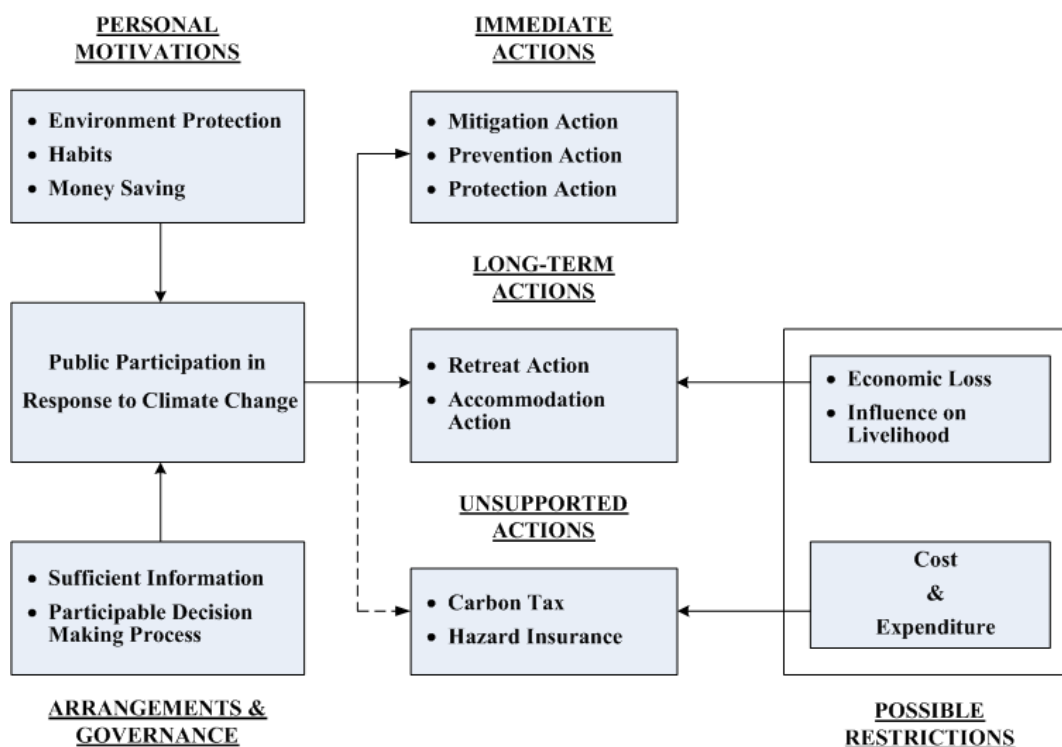 PERSONAL
MOTIVATIONS
• Environment Protection
• Habits
• Money Saving
Public Participation in
Response to Climate Change
• Sufficient Information
• Participable Decision
Making Process
ARRANGEMENTS &
GOVERNANCE
IMMEDIATE
ACTIONS
• Mitigation Action
• Prevention Action
• Protection Action
LONG-TERM
ACTIONS
• Retreat Action
• Accommodation
Action
UNSUPPORTED
ACTIONS
• Carbon Tax
• Hazard Insurance
• Economic Loss
• Influence on
Livelihood
Cost
&
Expenditure
POSSIBLE
RESTRICTIONS